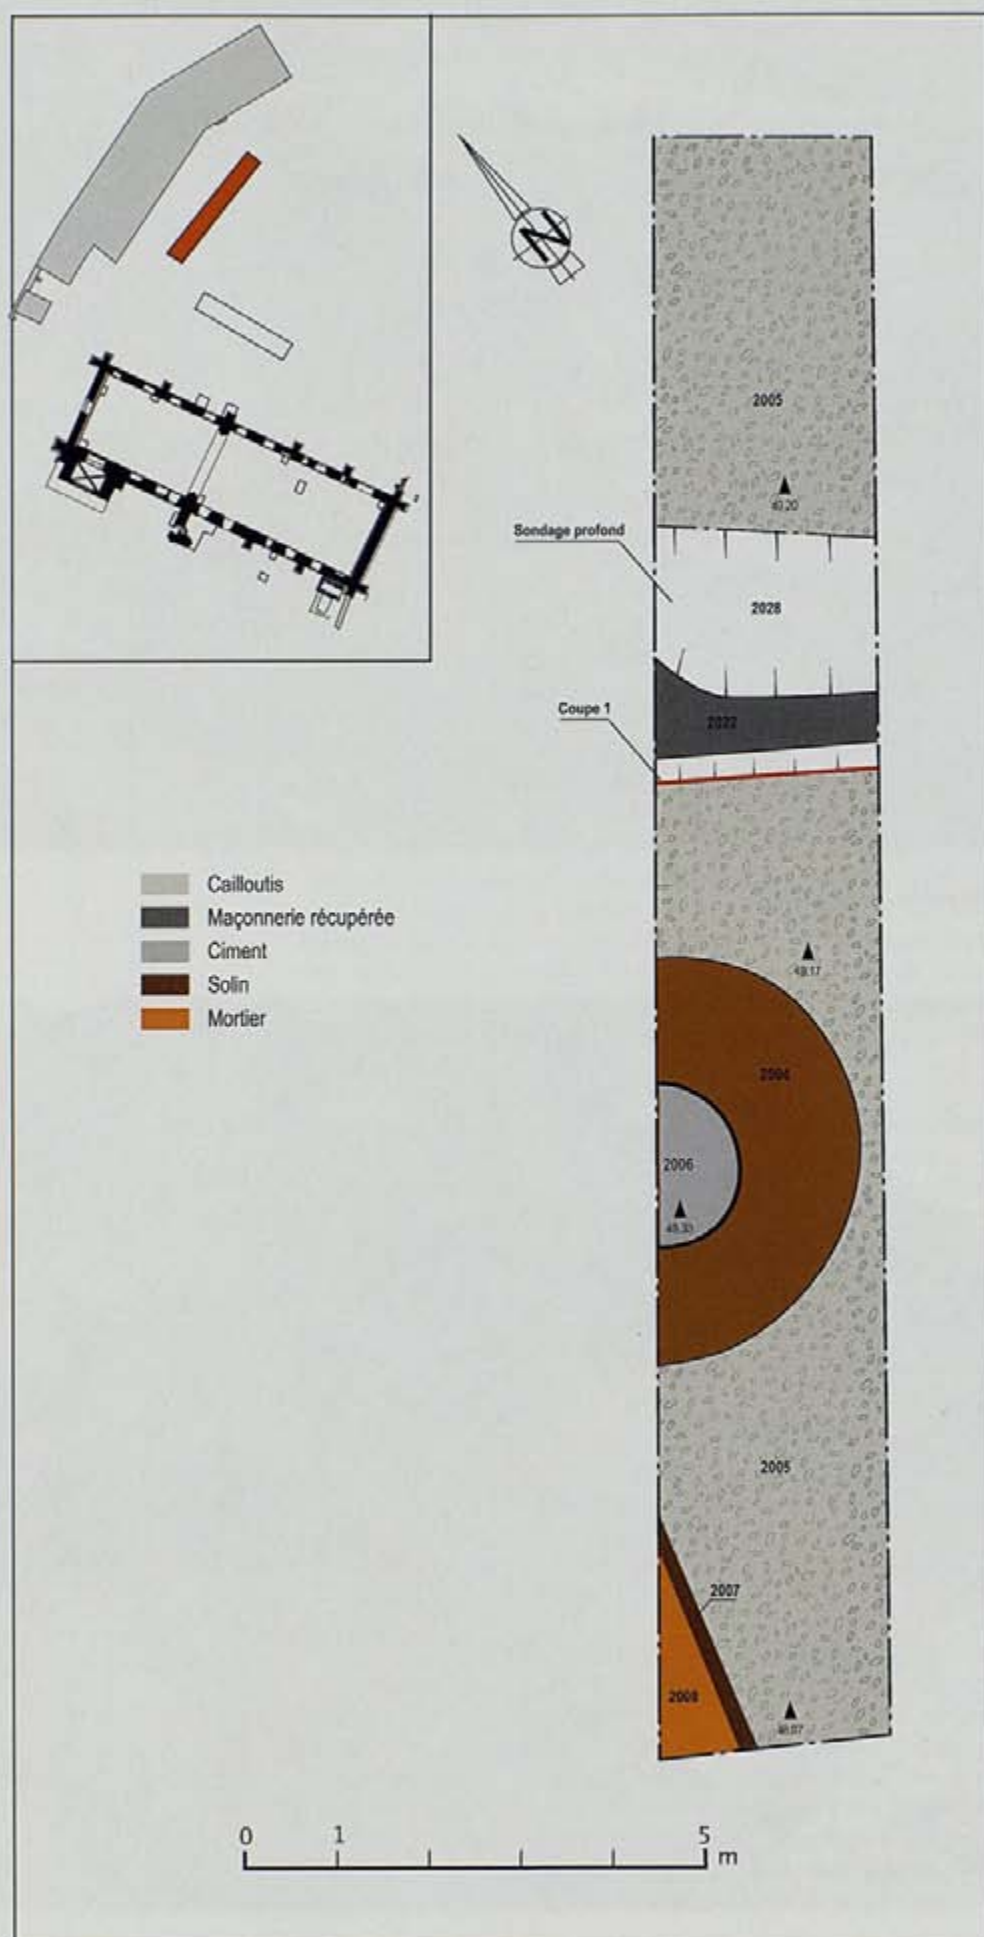 N
2005
Sondage profond
2028
Coupe 1
2022
Cailloutis
Maçonnerie récupérée
Ciment
Solin
Mortier
2006
2005
2007
2008
0 1 5
m